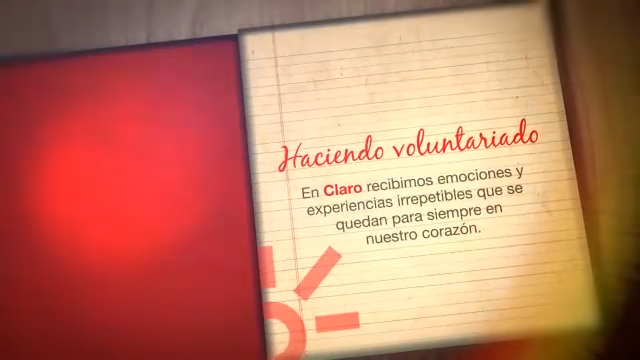 Haciendo voluntariado
En Claro recibimos emociones y
experiencias irrepetibles que se
quedan para siempre en
nuestro corazón.